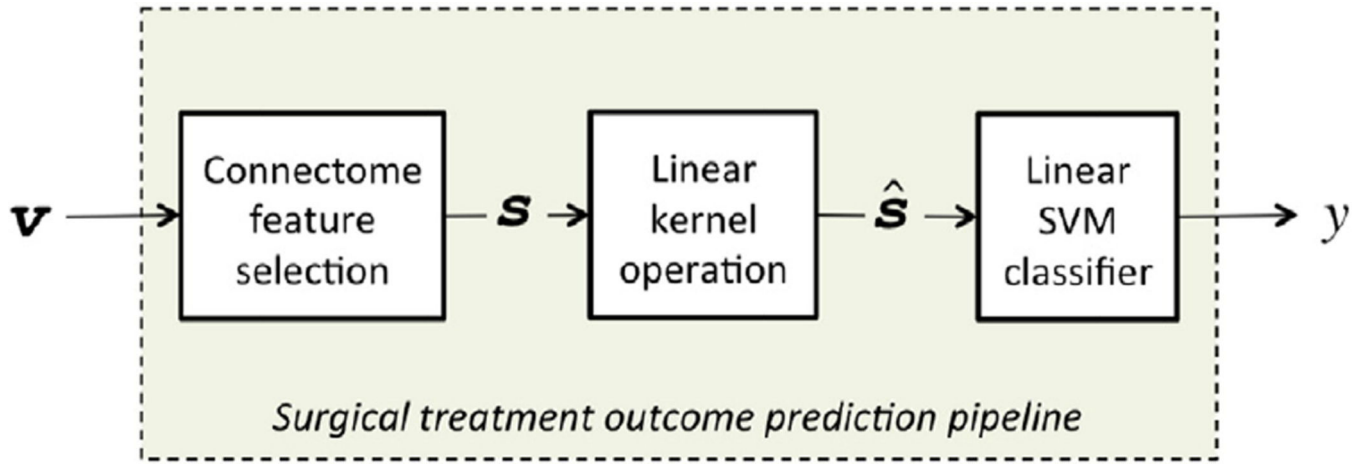 v
Connectome
feature
selection
s
Linear
kernel
operation
ŝ
Linear
SVM
classifier
y
Surgical treatment outcome prediction pipeline